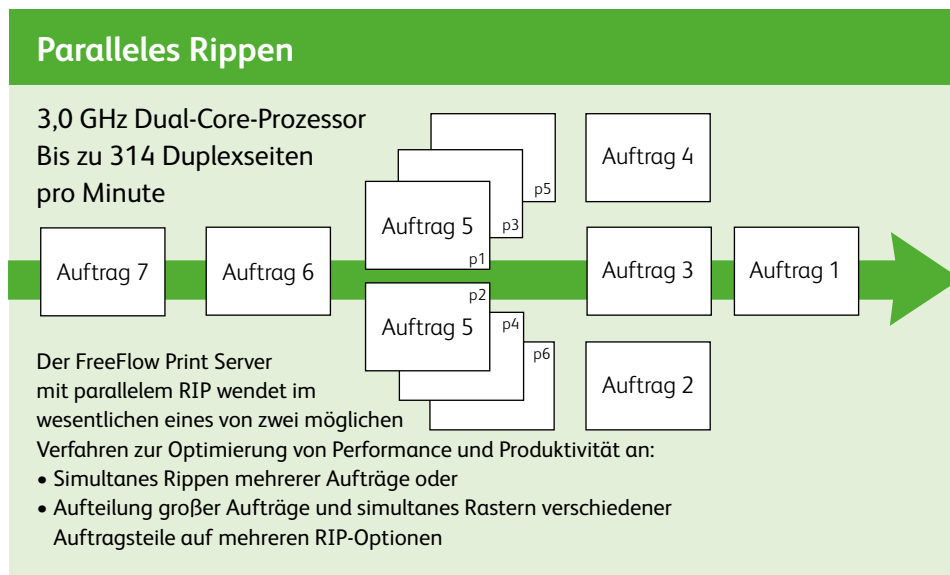 Paralleles Rippen
3,0 GHz Dual-Core-Prozessor
Bis zu 314 Duplexseiten
pro Minute
Auftrag 7
Auftrag 6
Auftrag 5
p1
p3
p5
Auftrag 5
p2
p4
p6
Auftrag 4
Auftrag 3
Auftrag 2
Auftrag 1
Der FreeFlow Print Server
mit parallelem RIP wendet im
wesentlichen eines von zwei möglichen
Verfahren zur Optimierung von Performance und Produktivität an:
• Simultanes Rippen mehrerer Aufträge oder
• Aufteilung großer Aufträge und simultanes Rastern verschiedener
Auftragsteile auf mehreren RIP-Optionen